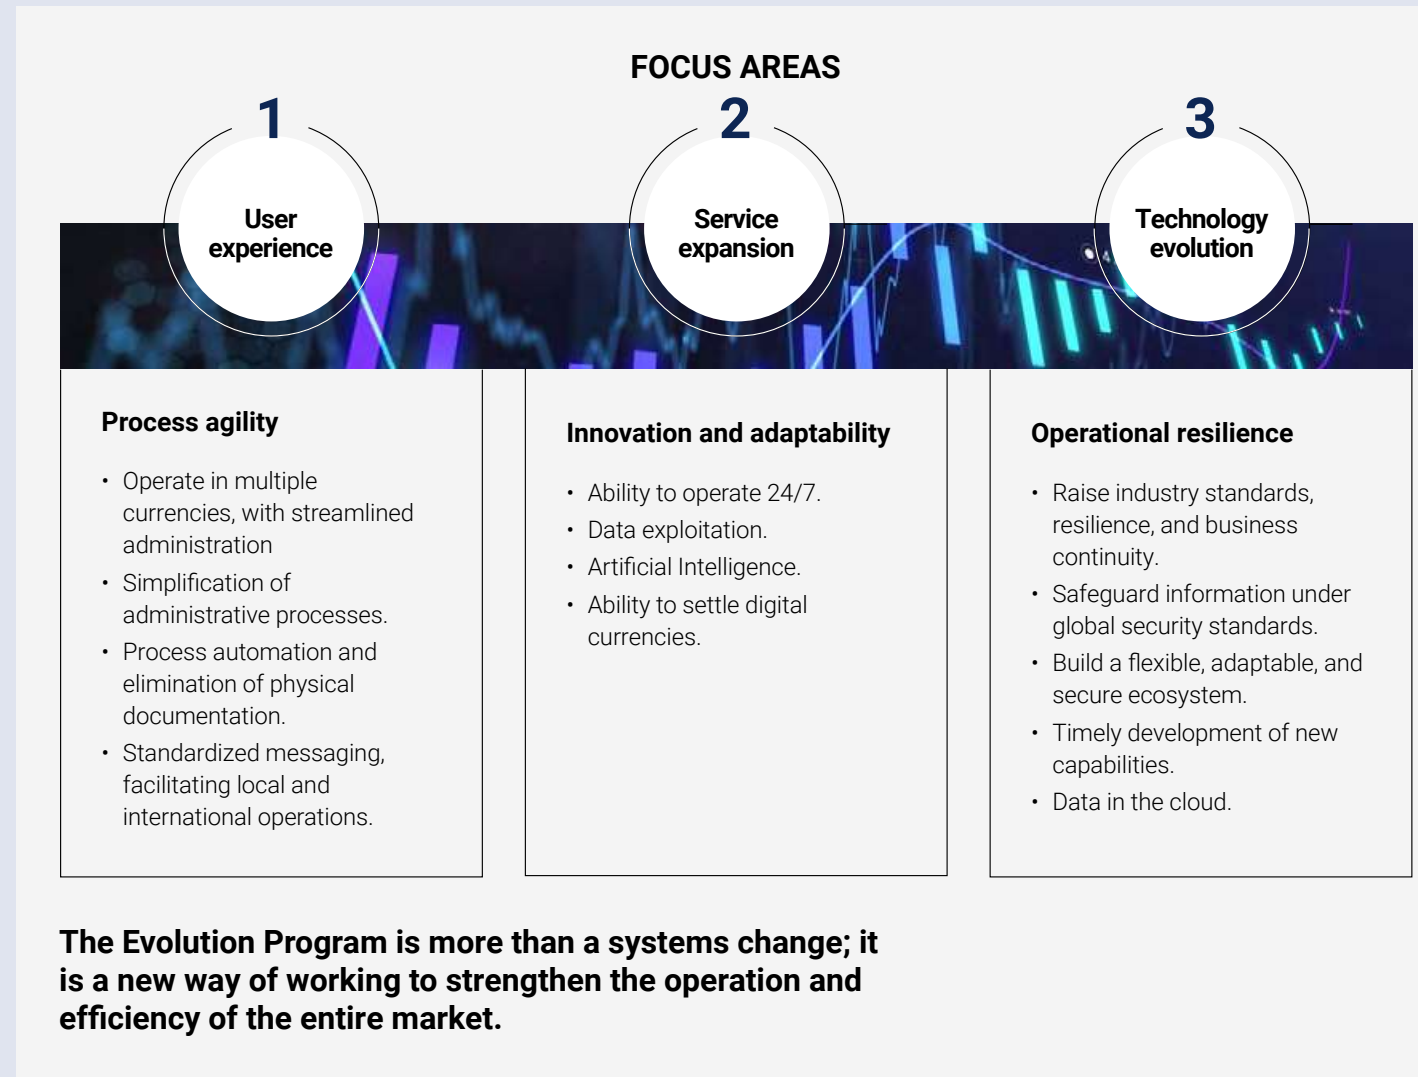 FOCUS AREAS
1
User
experience
Process agility
• Operate in multiple
currencies, with streamlined
administration
• Simplification of
administrative processes.
• Process automation and
elimination of physical
documentation.
• Standardized messaging,
facilitating local and
international operations.
2
Service
expansion
Innovation and adaptability
• Ability to operate 24/7.
• Data exploitation.
• Artificial Intelligence.
• Ability to settle digital
currencies.
3
Technology
evolution
Operational resilience
• Raise industry standards,
resilience, and business
continuity.
• Safeguard information under
global security standards.
• Build a flexible, adaptable, and
secure ecosystem.
• Timely development of new
capabilities.
• Data in the cloud.
The Evolution Program is more than a systems change; it
is a new way of working to strengthen the operation and
efficiency of the entire market.